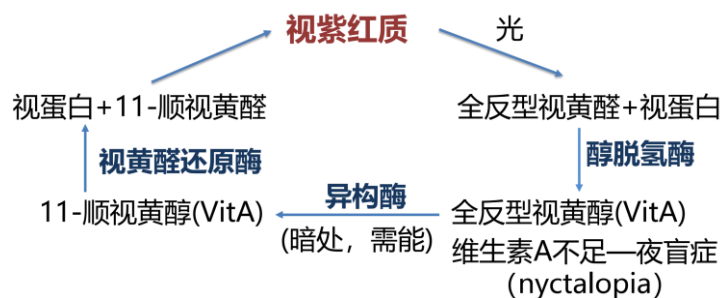 视紫红质
光
视蛋白+11-顺视黄醛
全反型视黄醛+视蛋白
视黄醛还原酶
醇脱氢酶
11-顺视黄醇(VitA)
异构酶
(暗处，需能)
全反型视黄醇(VitA)
维生素A不足—夜盲症
（nyctalopia）